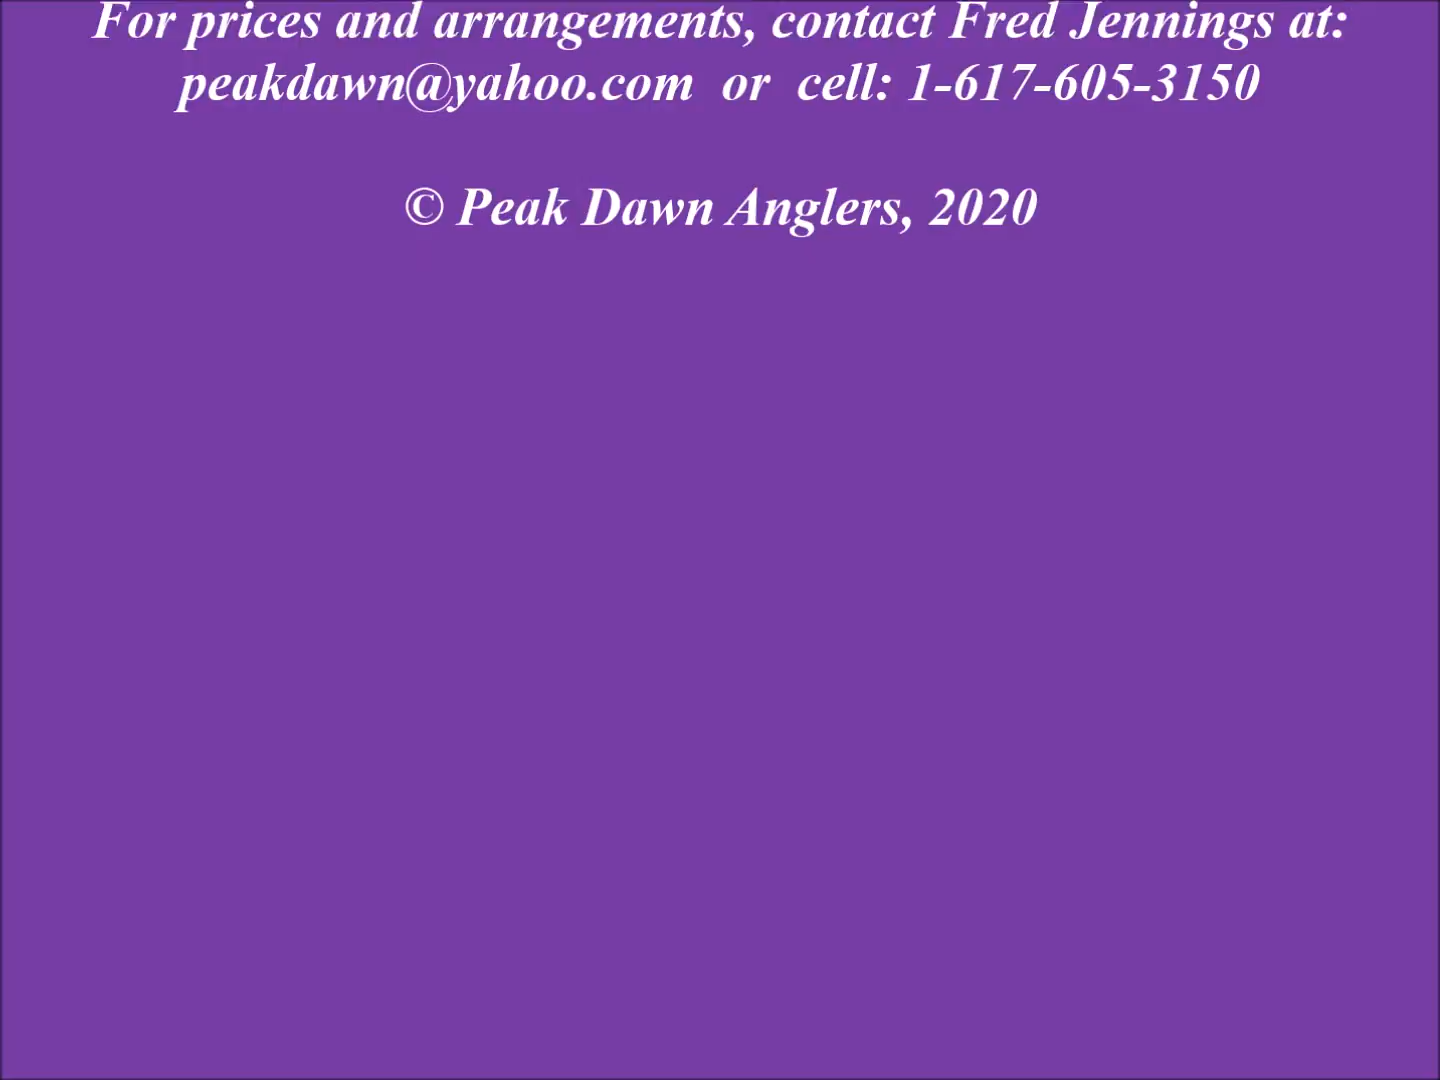 For prices and arrangements, contact Fred Jennings at:
peakdawn@yahoo.com or cell: 1-617-605-3150
© Peak Dawn Anglers, 2020